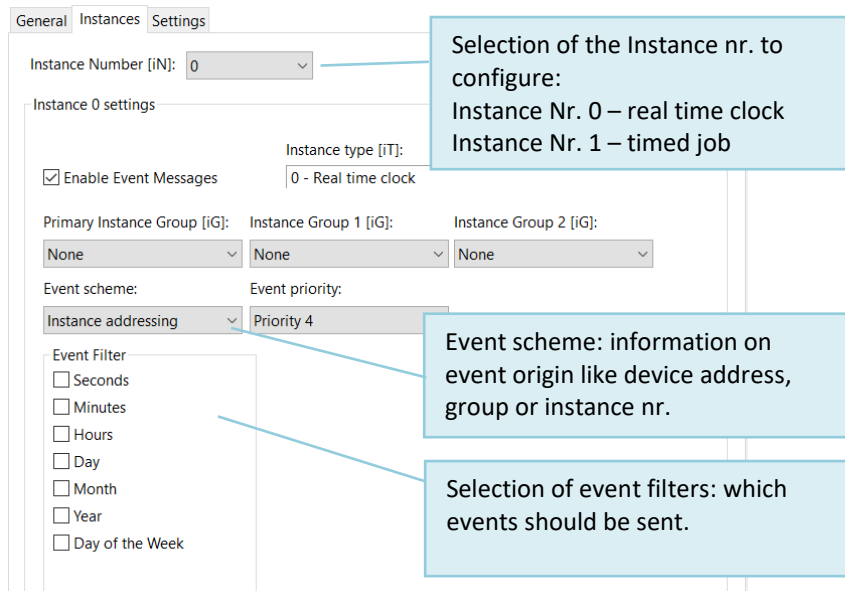 General Instances Settings
Instance Number [iN]: 0
Selection of the Instance nr. to
configure:
Instance Nr. 0 – real time clock
Instance Nr. 1 – timed job
Instance 0 settings
Instance type [iT]:
Enable Event Messages 0 - Real time clock
Primary Instance Group [iG]: Instance Group 1 [iG]: Instance Group 2 [iG]:
None None None
Event scheme: Event priority:
Instance addressing Priority 4
Event scheme: information on
event origin like device address,
group or instance nr.
Event Filter
Seconds
Minutes
Hours
Day
Month
Year
Day of the Week
Selection of event filters: which
events should be sent.